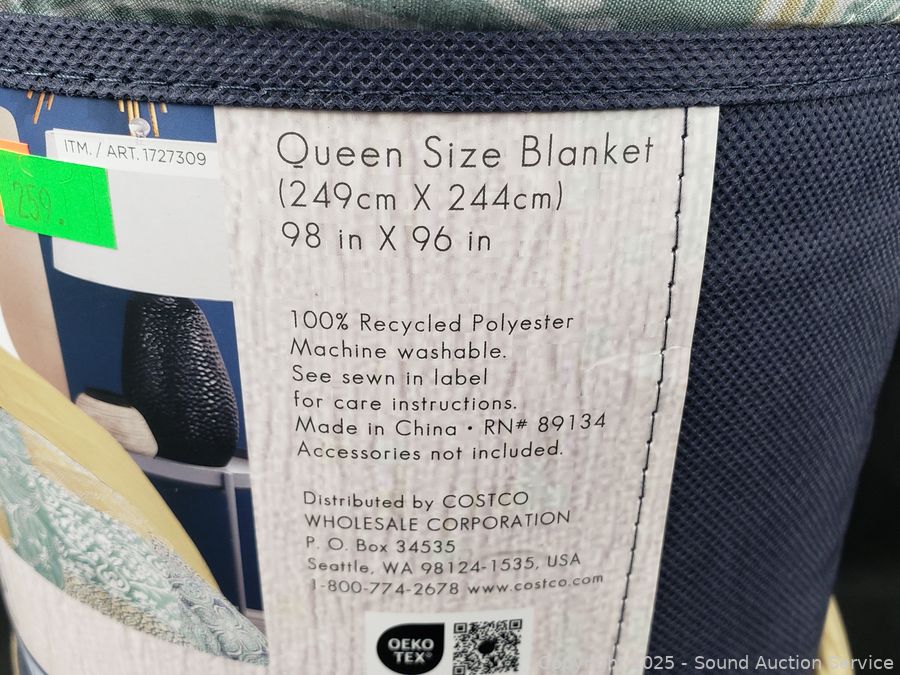 ITM. / ART. 1727309
259.
Queen Size Blanket
(249cm X 244cm)
98 in X 96 in
100% Recycled Polyester
Machine washable.
See sewn in label
for care instructions.
Made in China • RN# 89134
Accessories not included.
Distributed by COSTCO
WHOLESALE CORPORATION
P. O. Box 34535
Seattle, WA 98124-1535, USA
1-800-774-2678 www.costco.com
OEKO
TEX®
Copyright 2025 - Sound Auction Service